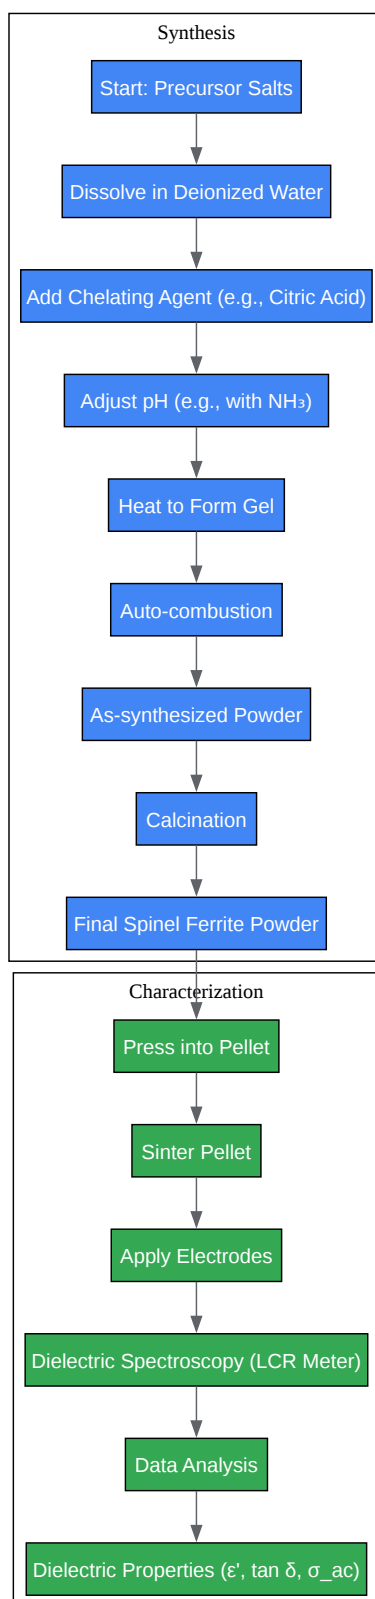 Synthesis
Start: Precursor Salts
Dissolve in Deionized Water
Add Chelating Agent (e.g., Citric Acid)
Adjust pH (e.g., with NH₃)
Heat to Form Gel
Auto-combustion
As-synthesized Powder
Calcination
Final Spinel Ferrite Powder
Characterization
Press into Pellet
Sinter Pellet
Apply Electrodes
Dielectric Spectroscopy (LCR Meter)
Data Analysis
Dielectric Properties (ε', tan δ, σ_ac)